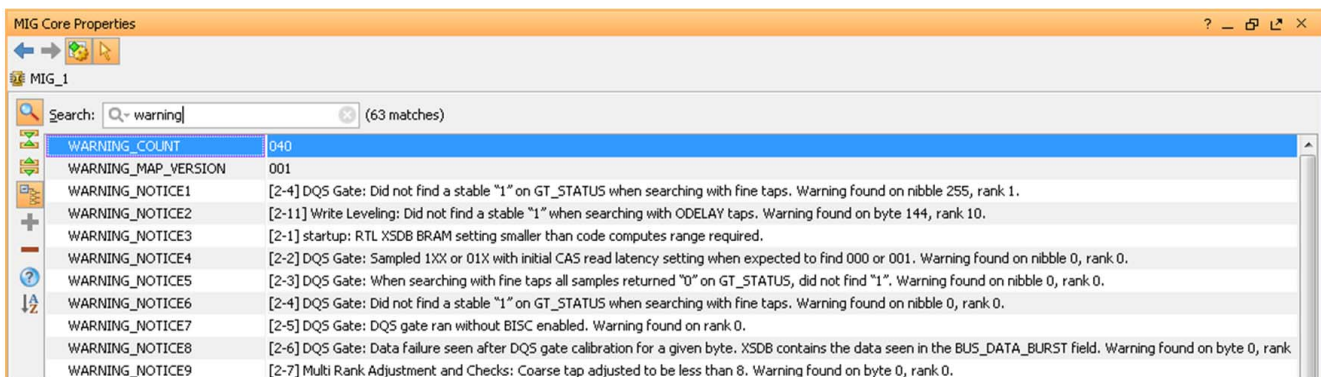 MIG Core Properties
MIG_1
Search: warning (63 matches)
WARNING_COUNT 040
WARNING_MAP_VERSION 001
WARNING_NOTICE1 [2-4] DQS Gate: Did not find a stable "1" on GT_STATUS when searching with fine taps. Warning found on nibble 255, rank 1.
WARNING_NOTICE2 [2-11] Write Leveling: Did not find a stable "1" when searching with ODELAY taps. Warning found on byte 144, rank 10.
WARNING_NOTICE3 [2-1] startup: RTL XSDB BRAM setting smaller than code computes range required.
WARNING_NOTICE4 [2-2] DQS Gate: Sampled 1XX or 01X with initial CAS read latency setting when expected to find 000 or 001. Warning found on nibble 0, rank 0.
WARNING_NOTICE5 [2-3] DQS Gate: When searching with fine taps all samples returned "0" on GT_STATUS, did not find "1". Warning found on nibble 0, rank 0.
WARNING_NOTICE6 [2-4] DQS Gate: Did not find a stable "1" on GT_STATUS when searching with fine taps. Warning found on nibble 0, rank 0.
WARNING_NOTICE7 [2-5] DQS Gate: DQS gate ran without BISC enabled. Warning found on rank 0.
WARNING_NOTICE8 [2-6] DQS Gate: Data failure seen after DQS gate calibration for a given byte. XSDB contains the data seen in the BUS_DATA_BURST field. Warning found on byte 0, rank
WARNING_NOTICE9 [2-7] Multi Rank Adjustment and Checks: Coarse tap adjusted to be less than 8. Warning found on byte 0, rank 0.